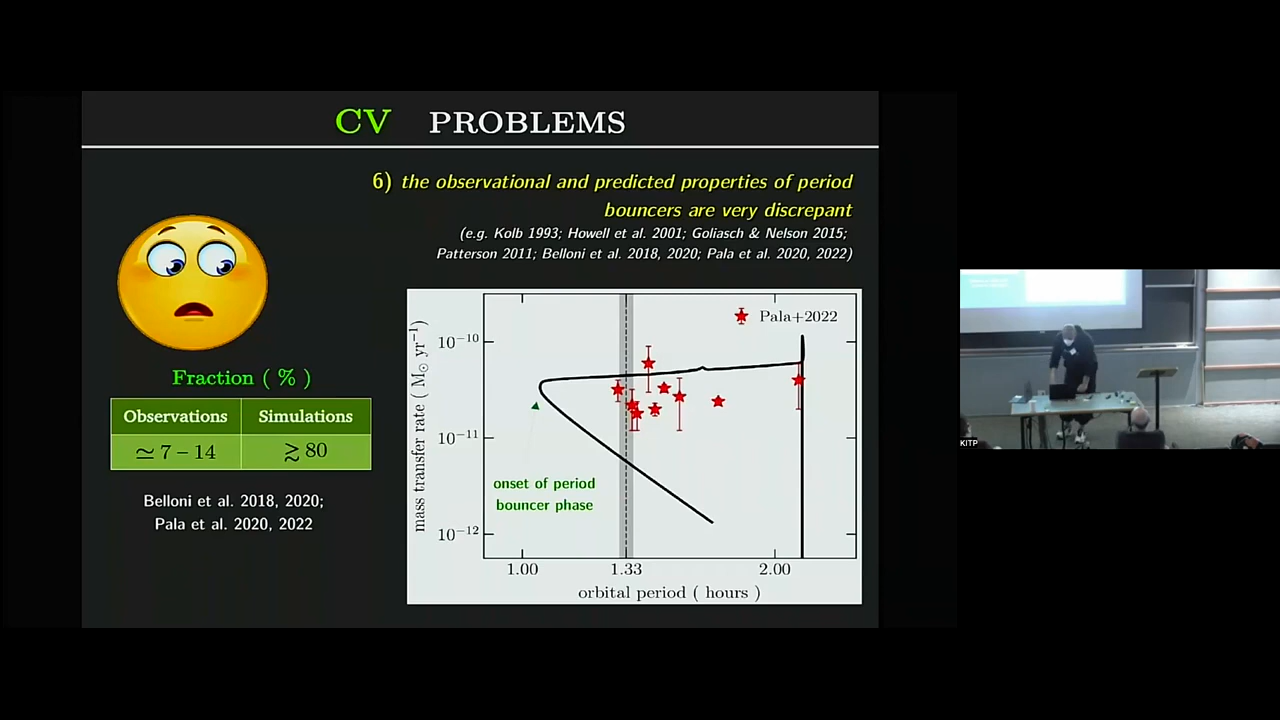 CV PROBLEMS
6) the observational and predicted properties of period
bouncers are very discrepant
(e.g. Kolb 1993; Howell et al. 2001; Goliasch & Nelson 2015;
Patterson 2011; Belloni et al. 2018, 2020; Pala et al. 2020, 2022)
Fraction ( % )
Observations Simulations
≃ 7 – 14 ≳ 80
Belloni et al. 2018, 2020;
Pala et al. 2020, 2022
Pala+2022
mass transfer rate ( M⊙ yr⁻¹ )
10⁻¹⁰
10⁻¹¹
10⁻¹²
onset of period
bouncer phase
1.00 1.33 2.00
orbital period ( hours )
KITP